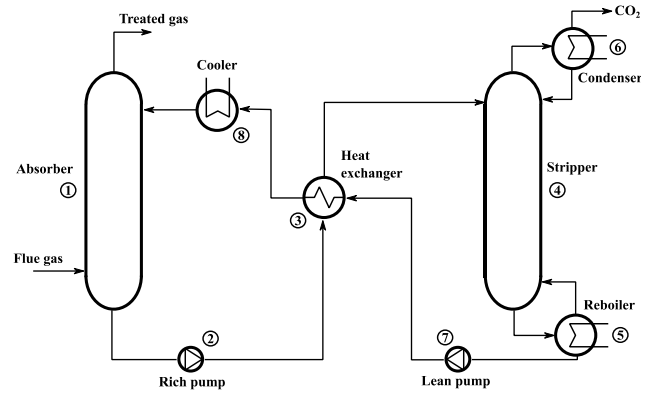 Treated gas
CO₂
⑥
Condenser
Cooler
⑧
Heat
exchanger
Absorber
①
Stripper
④
③
Flue gas
Reboiler
⑤
②
⑦
Rich pump
Lean pump